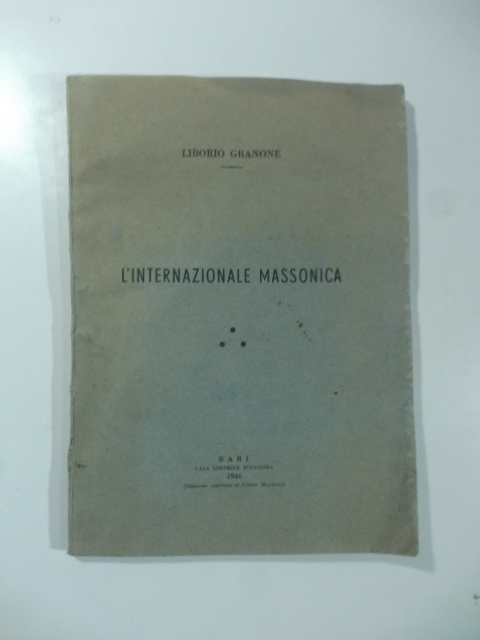 LIBORIO GRANONE
L'INTERNAZIONALE MASSONICA
BARI
CASA EDITRICE PITAGORA